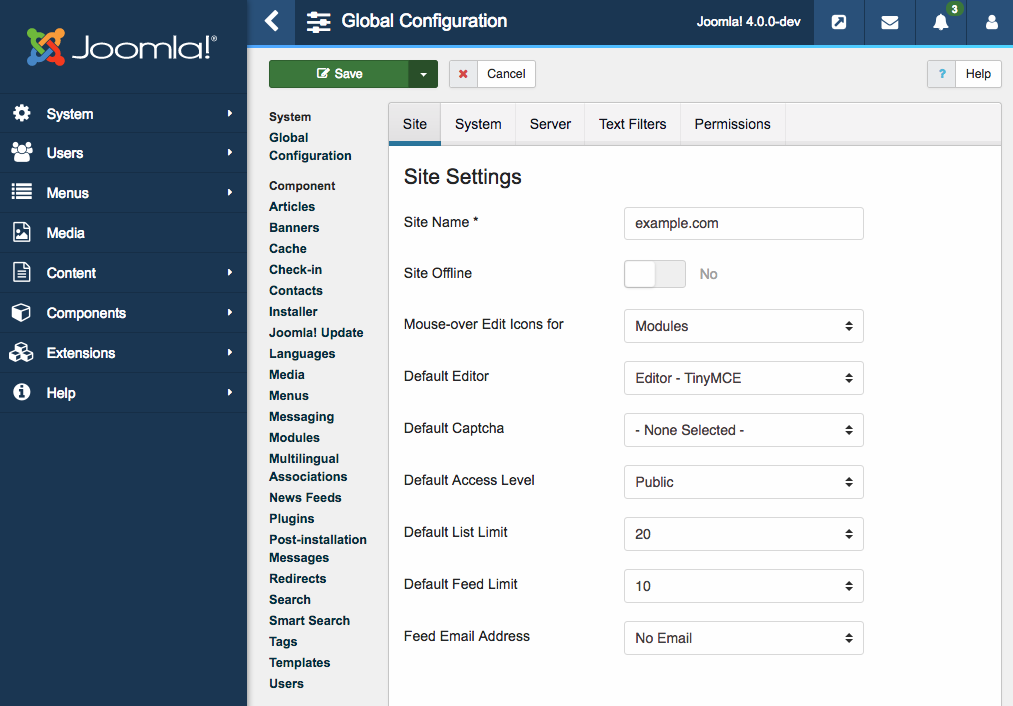 Joomla!®
Global Configuration
Joomla! 4.0.0-dev
3
System
Users
Menus
Media
Content
Components
Extensions
Help
Save
Cancel
? Help
System
Global
Configuration
Component
Articles
Banners
Cache
Check-in
Contacts
Installer
Joomla! Update
Languages
Media
Menus
Messaging
Modules
Multilingual
Associations
News Feeds
Plugins
Post-installation
Messages
Redirects
Search
Smart Search
Tags
Templates
Users
Site System Server Text Filters Permissions
Site Settings
Site Name * example.com
Site Offline No
Mouse-over Edit Icons for Modules
Default Editor Editor - TinyMCE
Default Captcha - None Selected -
Default Access Level Public
Default List Limit 20
Default Feed Limit 10
Feed Email Address No Email